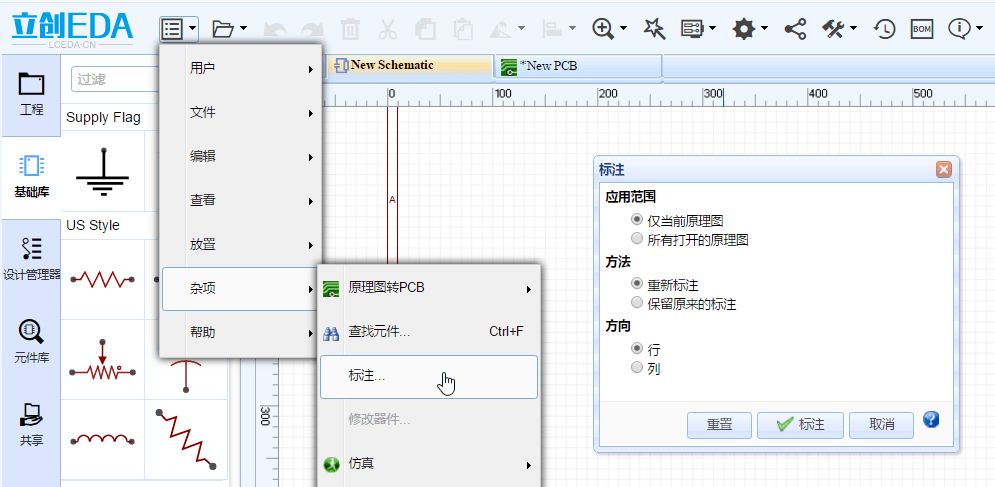 立创EDA
LCEDA·CN
BOM
New Schematic
*New PCB
工程
基础库
设计管理器
元件库
共享
过滤
Supply Flag
US Style
用户
文件
编辑
查看
放置
杂项
帮助
原理图转PCB
查找元件... Ctrl+F
标注...
修改器件...
仿真
0 100 200 300 400 500
A
300
标注
应用范围
仅当前原理图
所有打开的原理图
方法
重新标注
保留原来的标注
方向
行
列
重置 标注 取消